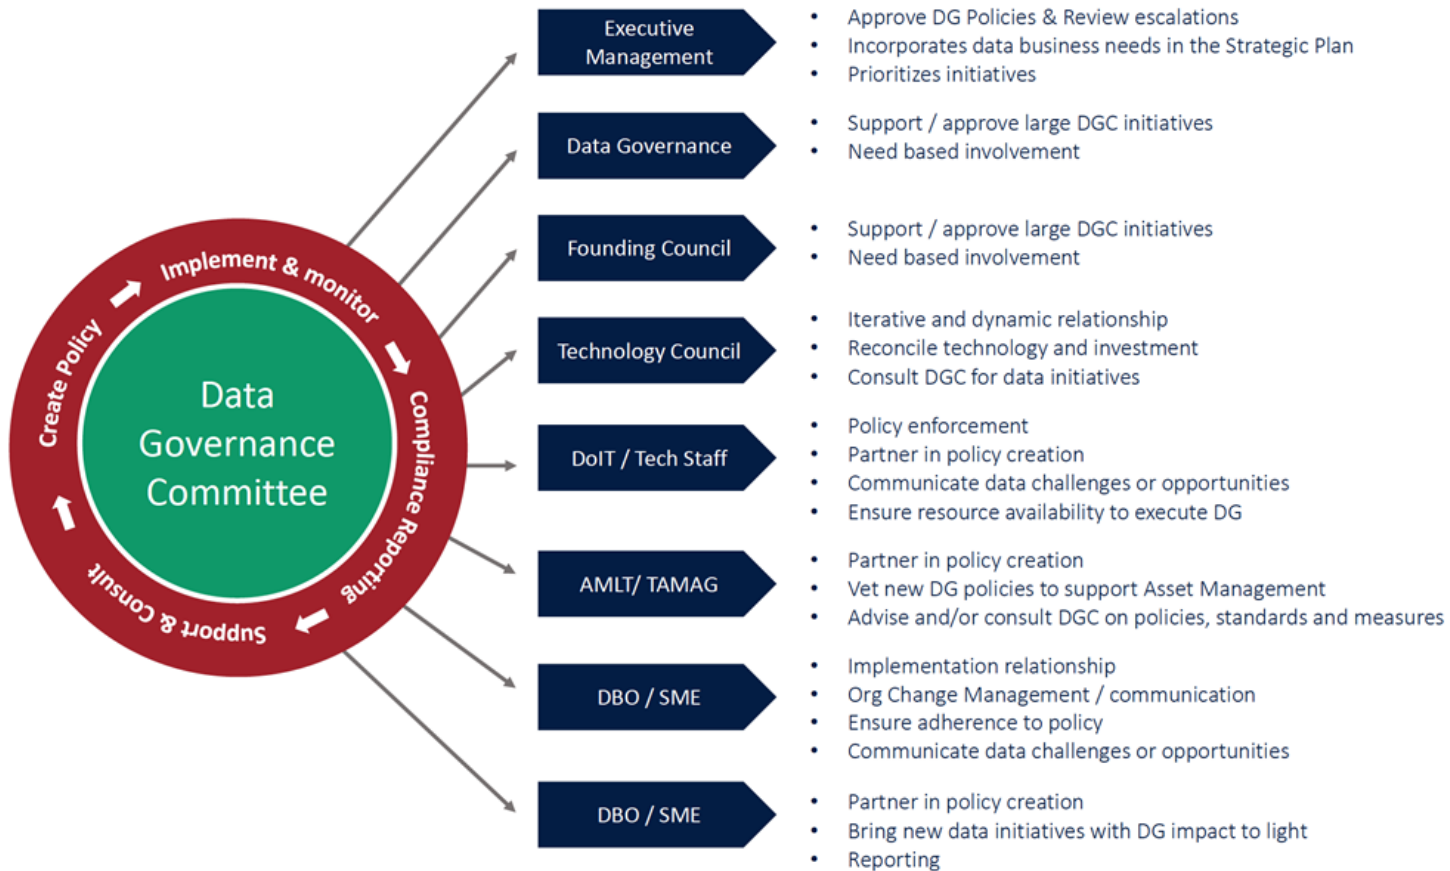 Executive
Management
• Approve DG Policies & Review escalations
• Incorporates data business needs in the Strategic Plan
• Prioritizes initiatives
Data Governance
• Support / approve large DGC initiatives
• Need based involvement
Founding Council
• Support / approve large DGC initiatives
• Need based involvement
Technology Council
• Iterative and dynamic relationship
• Reconcile technology and investment
• Consult DGC for data initiatives
DoIT / Tech Staff
• Policy enforcement
• Partner in policy creation
• Communicate data challenges or opportunities
• Ensure resource availability to execute DG
AMLT/ TAMAG
• Partner in policy creation
• Vet new DG policies to support Asset Management
• Advise and/or consult DGC on policies, standards and measures
DBO / SME
• Implementation relationship
• Org Change Management / communication
• Ensure adherence to policy
• Communicate data challenges or opportunities
DBO / SME
• Partner in policy creation
• Bring new data initiatives with DG impact to light
• Reporting
Data
Governance
Committee
Create Policy
Implement & monitor
Compliance Reporting
Support & Consult